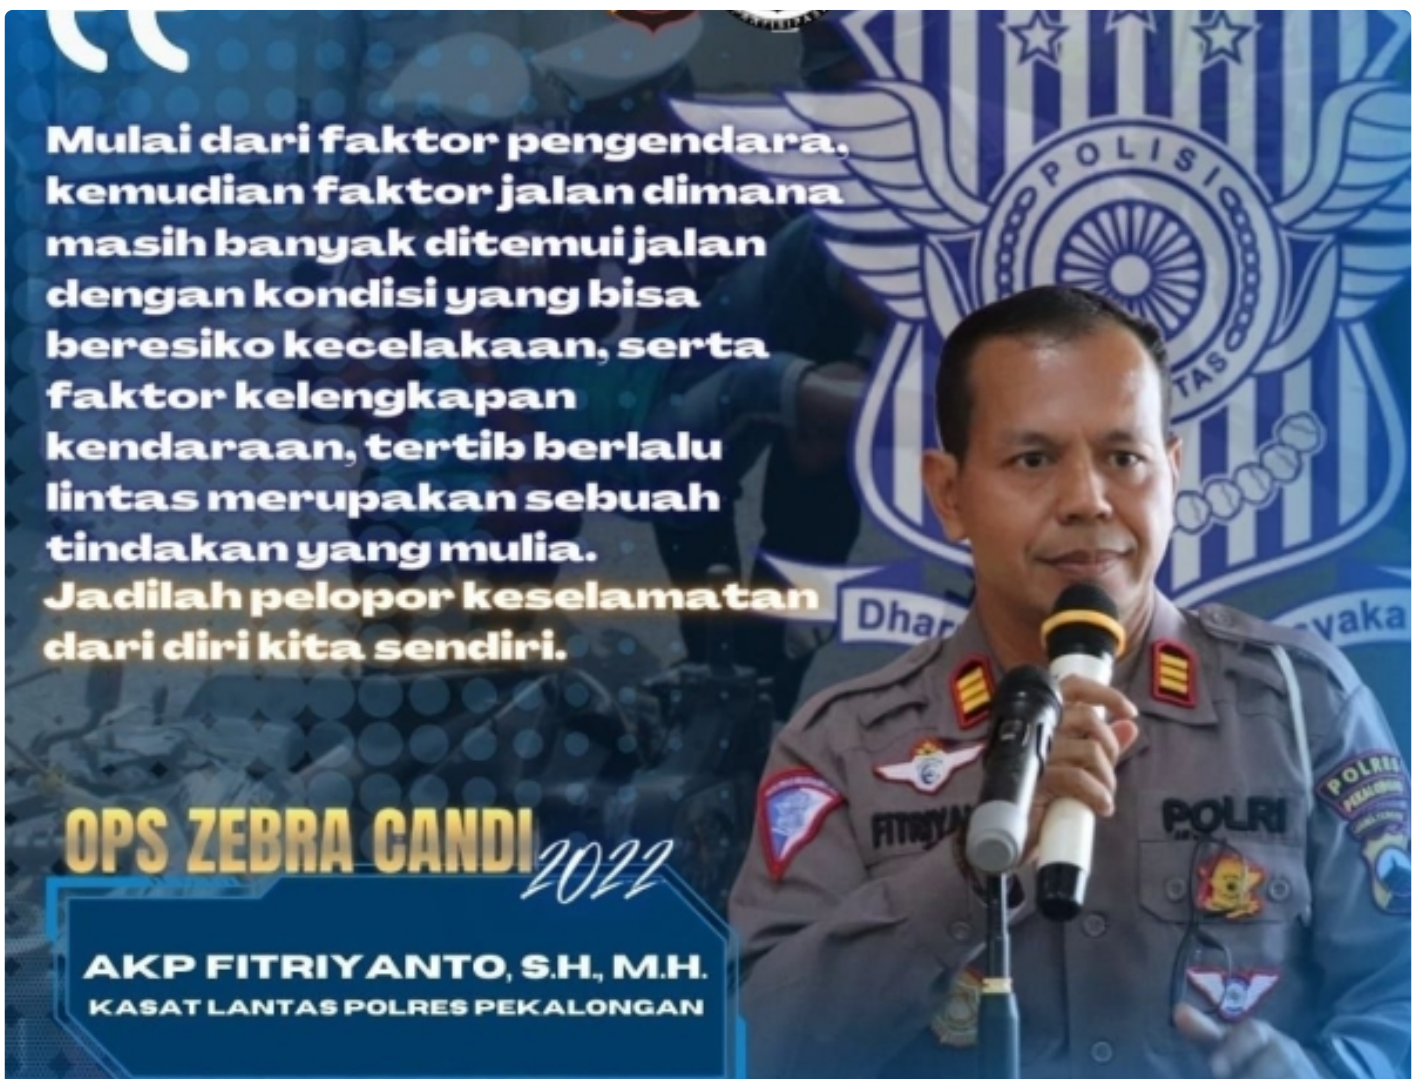 Mulai dari faktor pengendara,
kemudian faktor jalan dimana
masih banyak ditemui jalan
dengan kondisi yang bisa
beresiko kecelakaan, serta
faktor kelengkapan
kendaraan, tertib berlalu
lintas merupakan sebuah
tindakan yang mulia.
Jadilah pelopor keselamatan
dari diri kita sendiri.
OPS ZEBRA CANDI 2022
AKP FITRIYANTO, S.H., M.H.
KASAT LANTAS POLRES PEKALONGAN
POLISI
POLRI
POLRES
PEKALONGAN